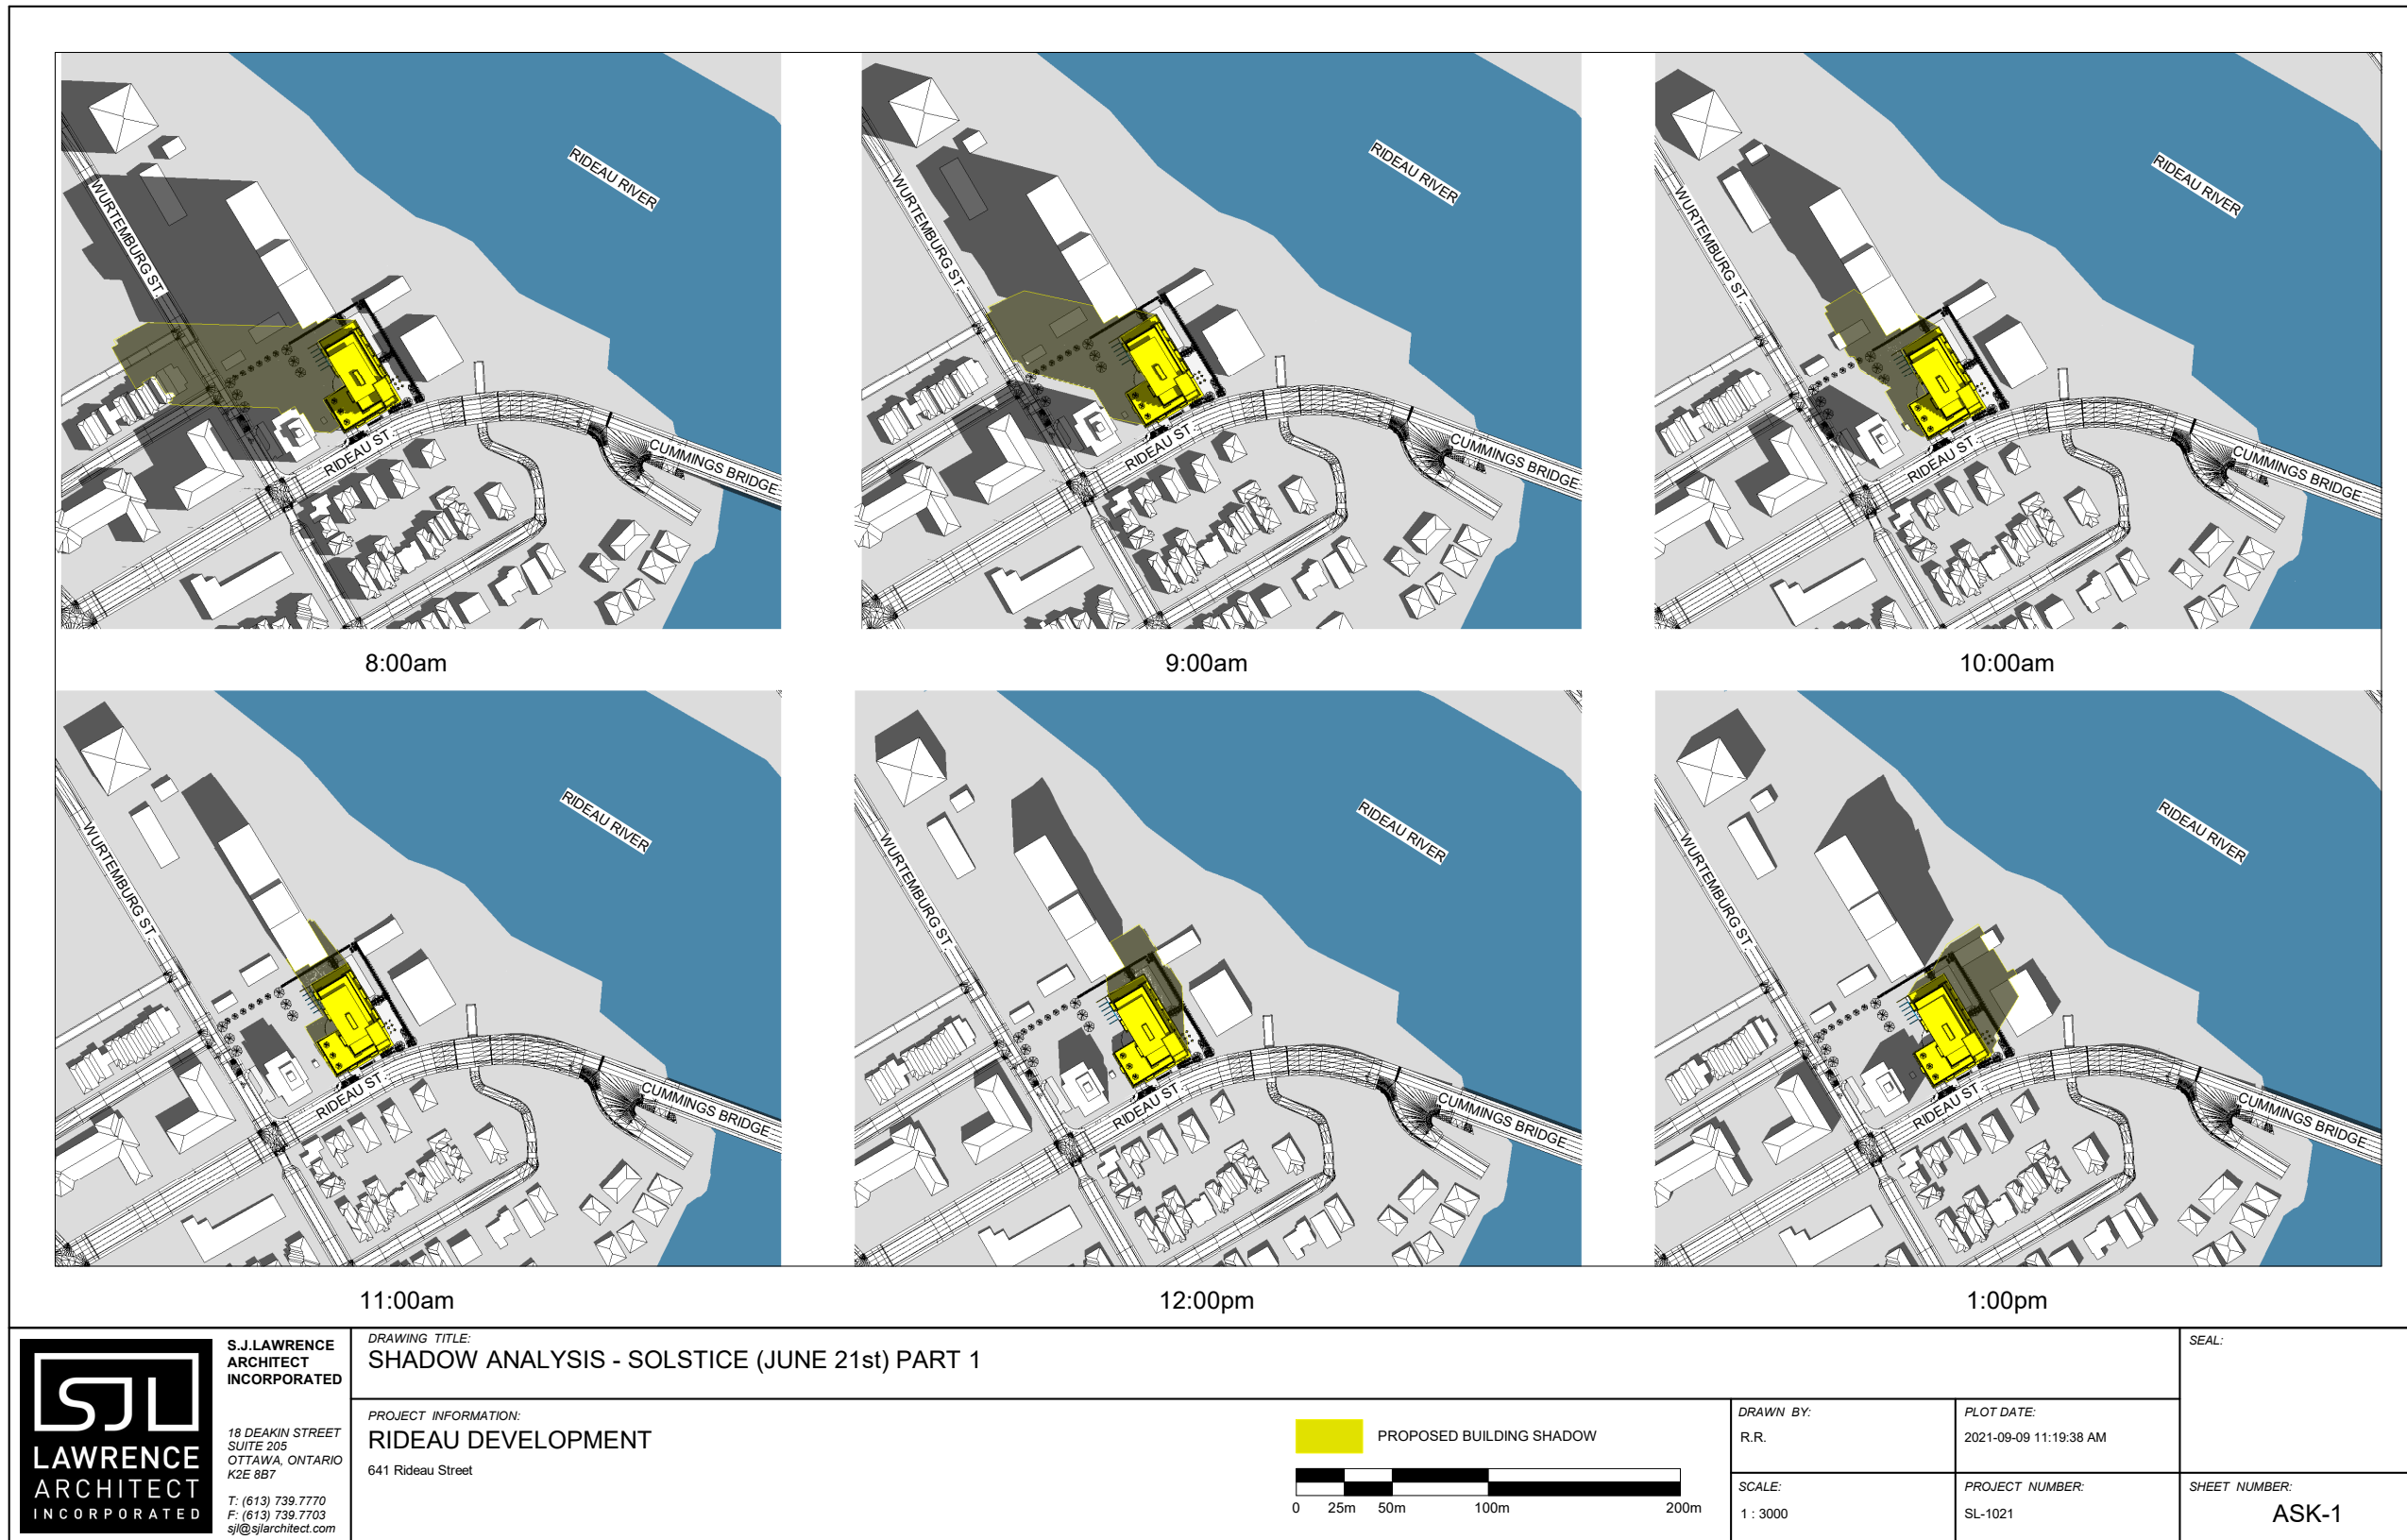 RIDEAU RIVER
WURTEMBURG ST.
RIDEAU ST.
CUMMINGS BRIDGE
8:00am
RIDEAU RIVER
WURTEMBURG ST.
RIDEAU ST.
CUMMINGS BRIDGE
9:00am
RIDEAU RIVER
WURTEMBURG ST.
RIDEAU ST.
CUMMINGS BRIDGE
10:00am
RIDEAU RIVER
WURTEMBURG ST.
RIDEAU ST.
CUMMINGS BRIDGE
11:00am
RIDEAU RIVER
WURTEMBURG ST.
RIDEAU ST.
CUMMINGS BRIDGE
12:00pm
RIDEAU RIVER
WURTEMBURG ST.
RIDEAU ST.
CUMMINGS BRIDGE
1:00pm
SJL
LAWRENCE
ARCHITECT
INCORPORATED
S.J.LAWRENCE
ARCHITECT
INCORPORATED
18 DEAKIN STREET
SUITE 205
OTTAWA, ONTARIO
K2E 8B7
T: (613) 739.7770
F: (613) 739.7703
sjl@sjlarchitect.com
DRAWING TITLE:
SHADOW ANALYSIS - SOLSTICE (JUNE 21st) PART 1
PROJECT INFORMATION:
RIDEAU DEVELOPMENT
641 Rideau Street
PROPOSED BUILDING SHADOW
0 25m 50m 100m 200m
DRAWN BY:
R.R.
PLOT DATE:
2021-09-09 11:19:38 AM
SCALE:
1 : 3000
PROJECT NUMBER:
SL-1021
SEAL:
SHEET NUMBER:
ASK-1